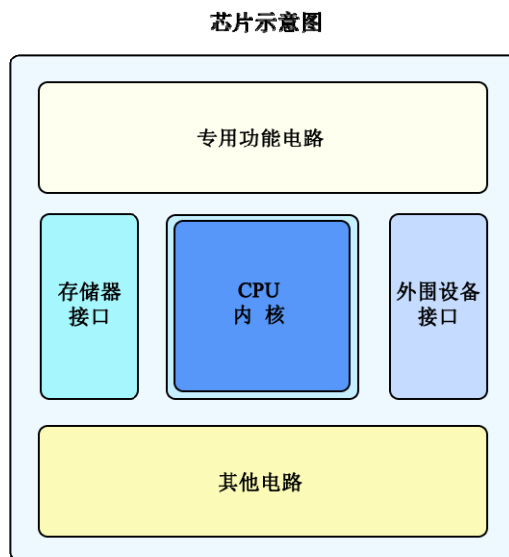 芯片示意图
专用功能电路
存储器
接口
CPU
内 核
外围设备
接口
其他电路